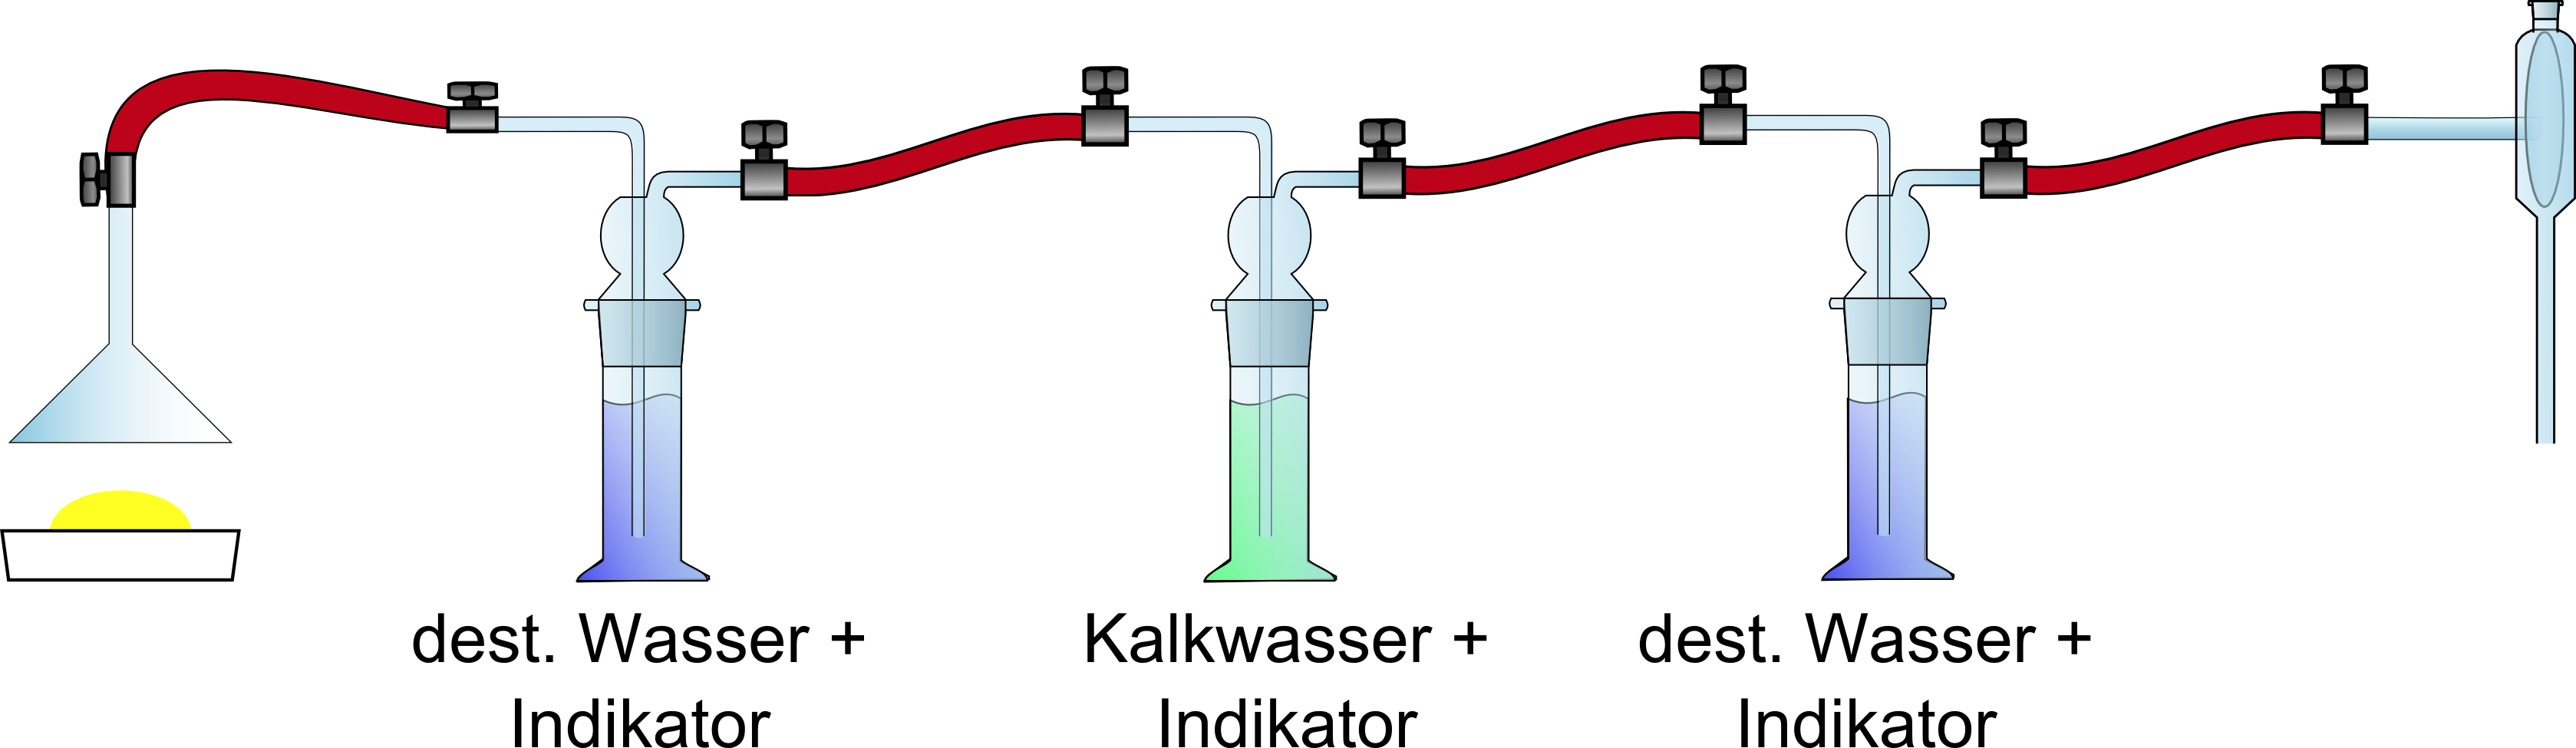 dest. Wasser +
Indikator
Kalkwasser +
Indikator
dest. Wasser +
Indikator